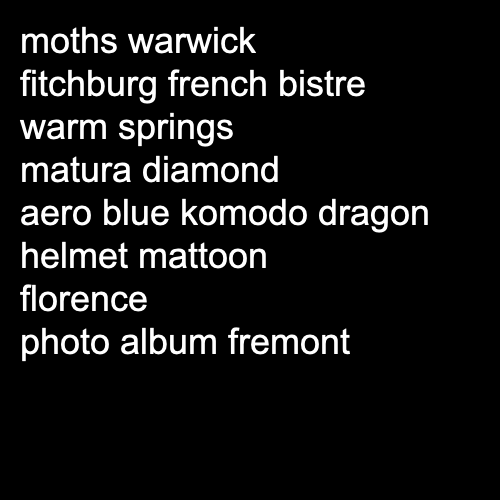 moths warwick
fitchburg french bistre
warm springs
matura diamond
aero blue komodo dragon
helmet mattoon
florence
photo album fremont